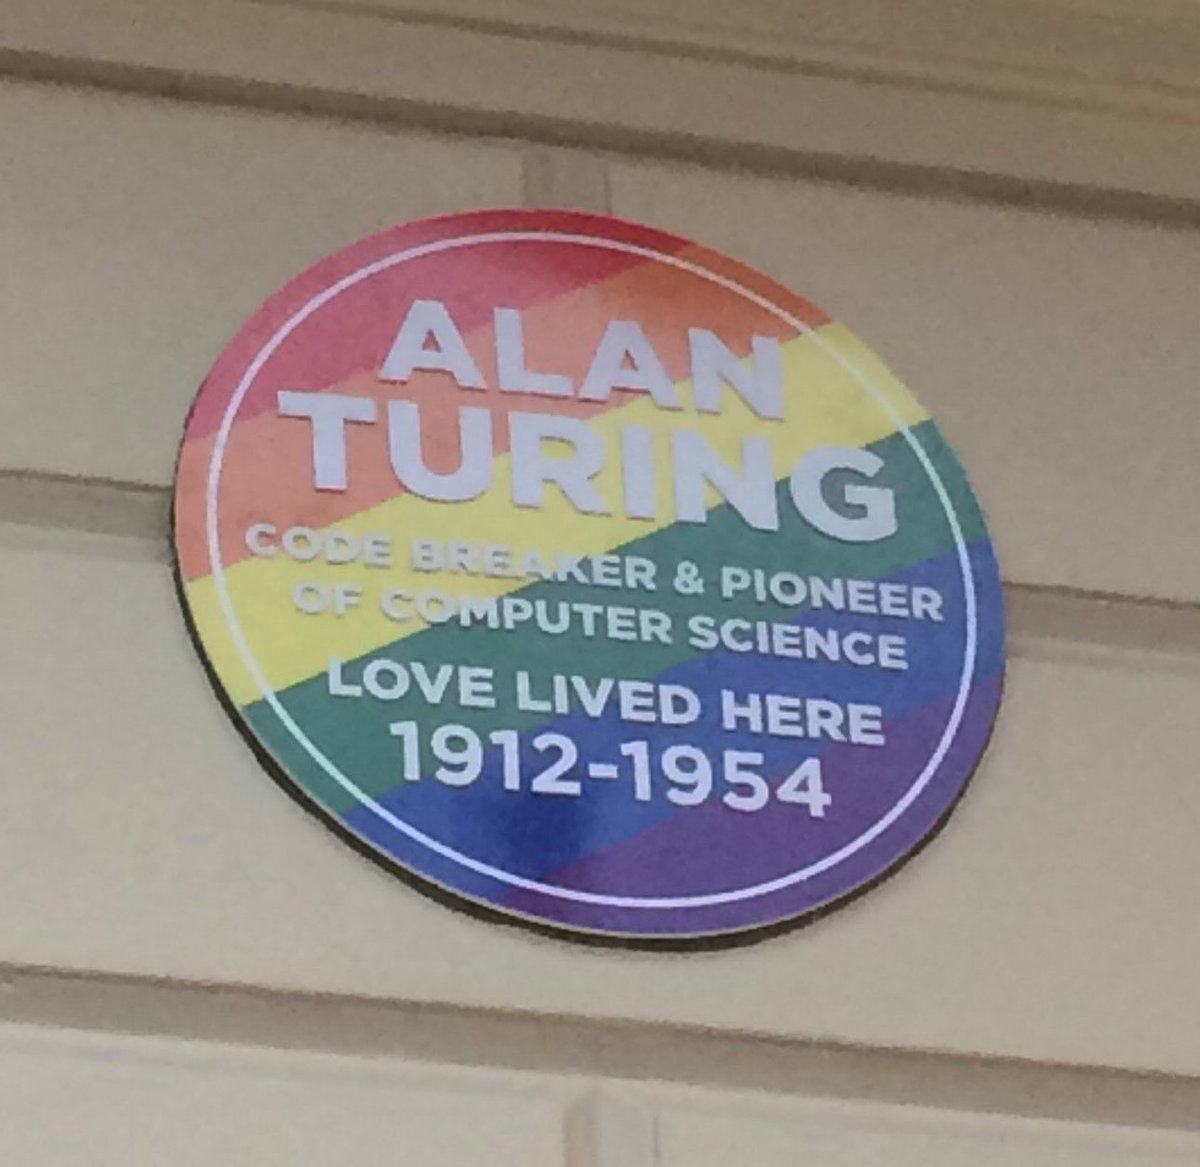 ALAN
TURING
CODE BREAKER & PIONEER
OF COMPUTER SCIENCE
LOVE LIVED HERE
1912-1954